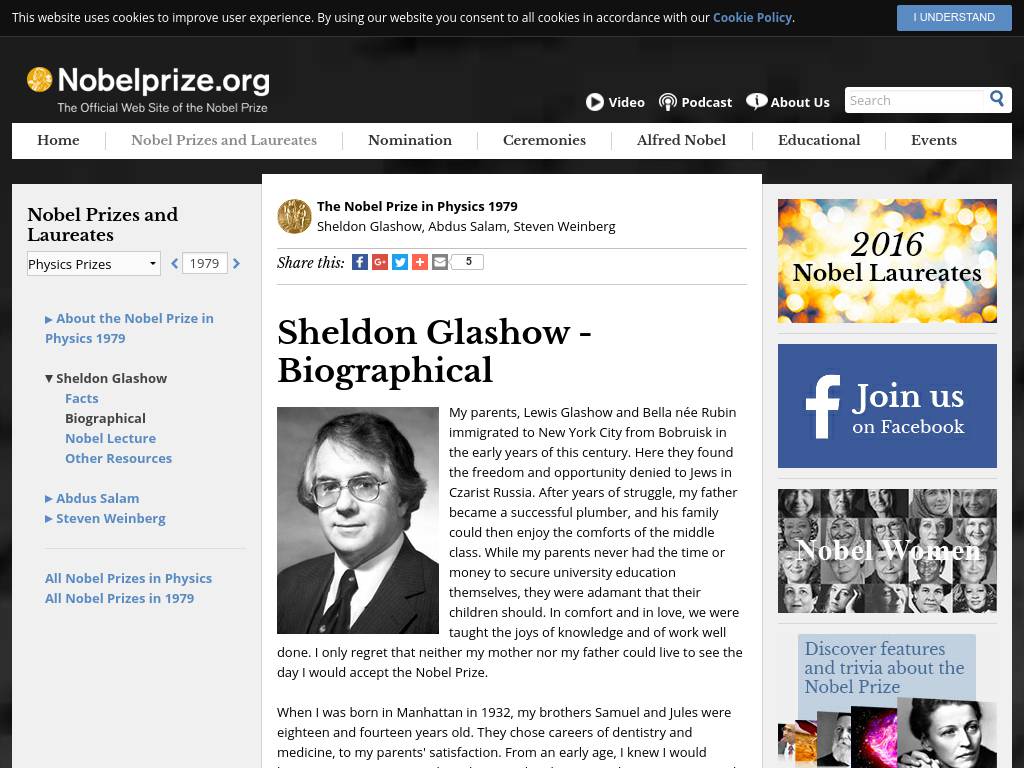 This website uses cookies to improve user experience. By using our website you consent to all cookies in accordance with our Cookie Policy.
I UNDERSTAND
Nobelprize.org
The Official Web Site of the Nobel Prize
Video
Podcast
About Us
Search
Home
Nobel Prizes and Laureates
Nomination
Ceremonies
Alfred Nobel
Educational
Events
Nobel Prizes and
Laureates
Physics Prizes
1979
About the Nobel Prize in
Physics 1979
Sheldon Glashow
Facts
Biographical
Nobel Lecture
Other Resources
Abdus Salam
Steven Weinberg
All Nobel Prizes in Physics
All Nobel Prizes in 1979
The Nobel Prize in Physics 1979
Sheldon Glashow, Abdus Salam, Steven Weinberg
Share this:
5
Sheldon Glashow -
Biographical
My parents, Lewis Glashow and Bella née Rubin
immigrated to New York City from Bobruisk in
the early years of this century. Here they found
the freedom and opportunity denied to Jews in
Czarist Russia. After years of struggle, my father
became a successful plumber, and his family
could then enjoy the comforts of the middle
class. While my parents never had the time or
money to secure university education
themselves, they were adamant that their
children should. In comfort and in love, we were
taught the joys of knowledge and of work well
done. I only regret that neither my mother nor my father could live to see the
day I would accept the Nobel Prize.
When I was born in Manhattan in 1932, my brothers Samuel and Jules were
eighteen and fourteen years old. They chose careers of dentistry and
medicine, to my parents' satisfaction. From an early age, I knew I would
2016
Nobel Laureates
Join us
on Facebook
Nobel Women
Discover features
and trivia about the
Nobel Prize